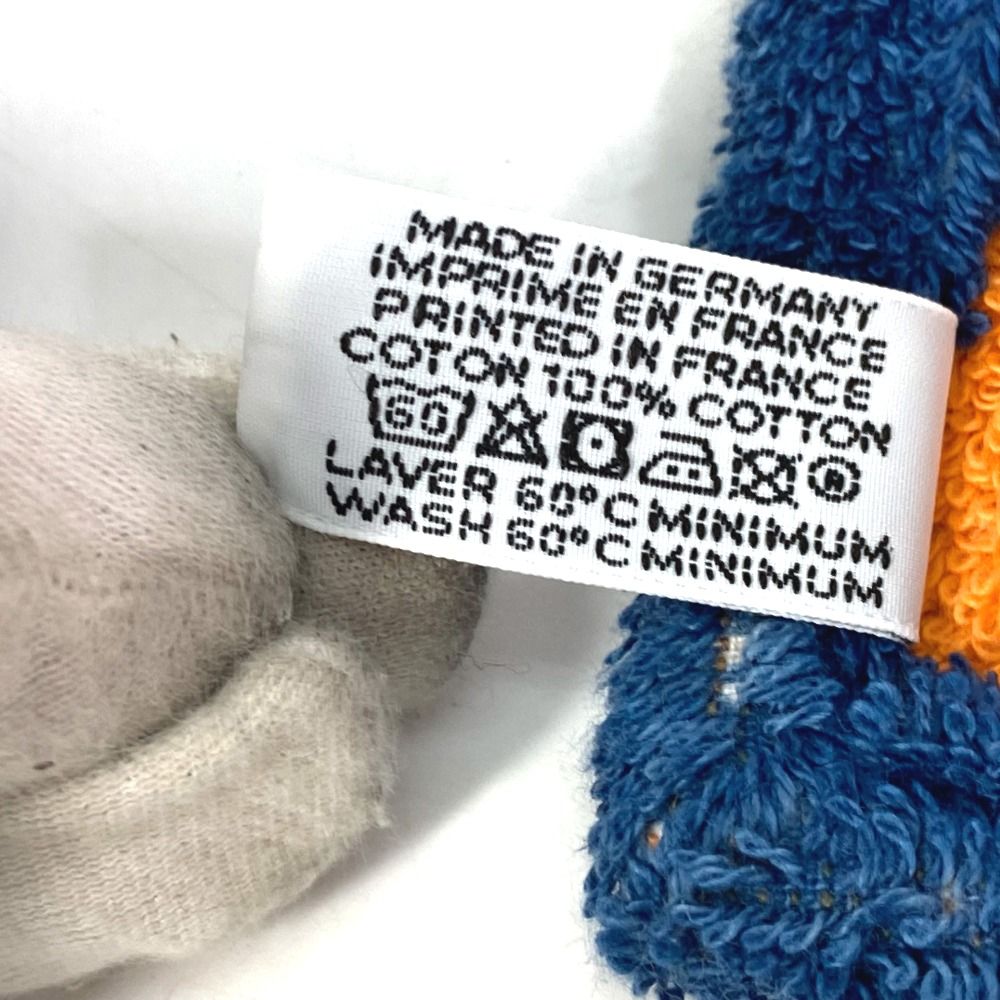 MADE IN GERMANY
IMPRIME EN FRANCE
PRINTED IN FRANCE
COTON 100% COTTON
60 ®
LAVER 60°C MINIMUM
WASH 60°C MINIMUM